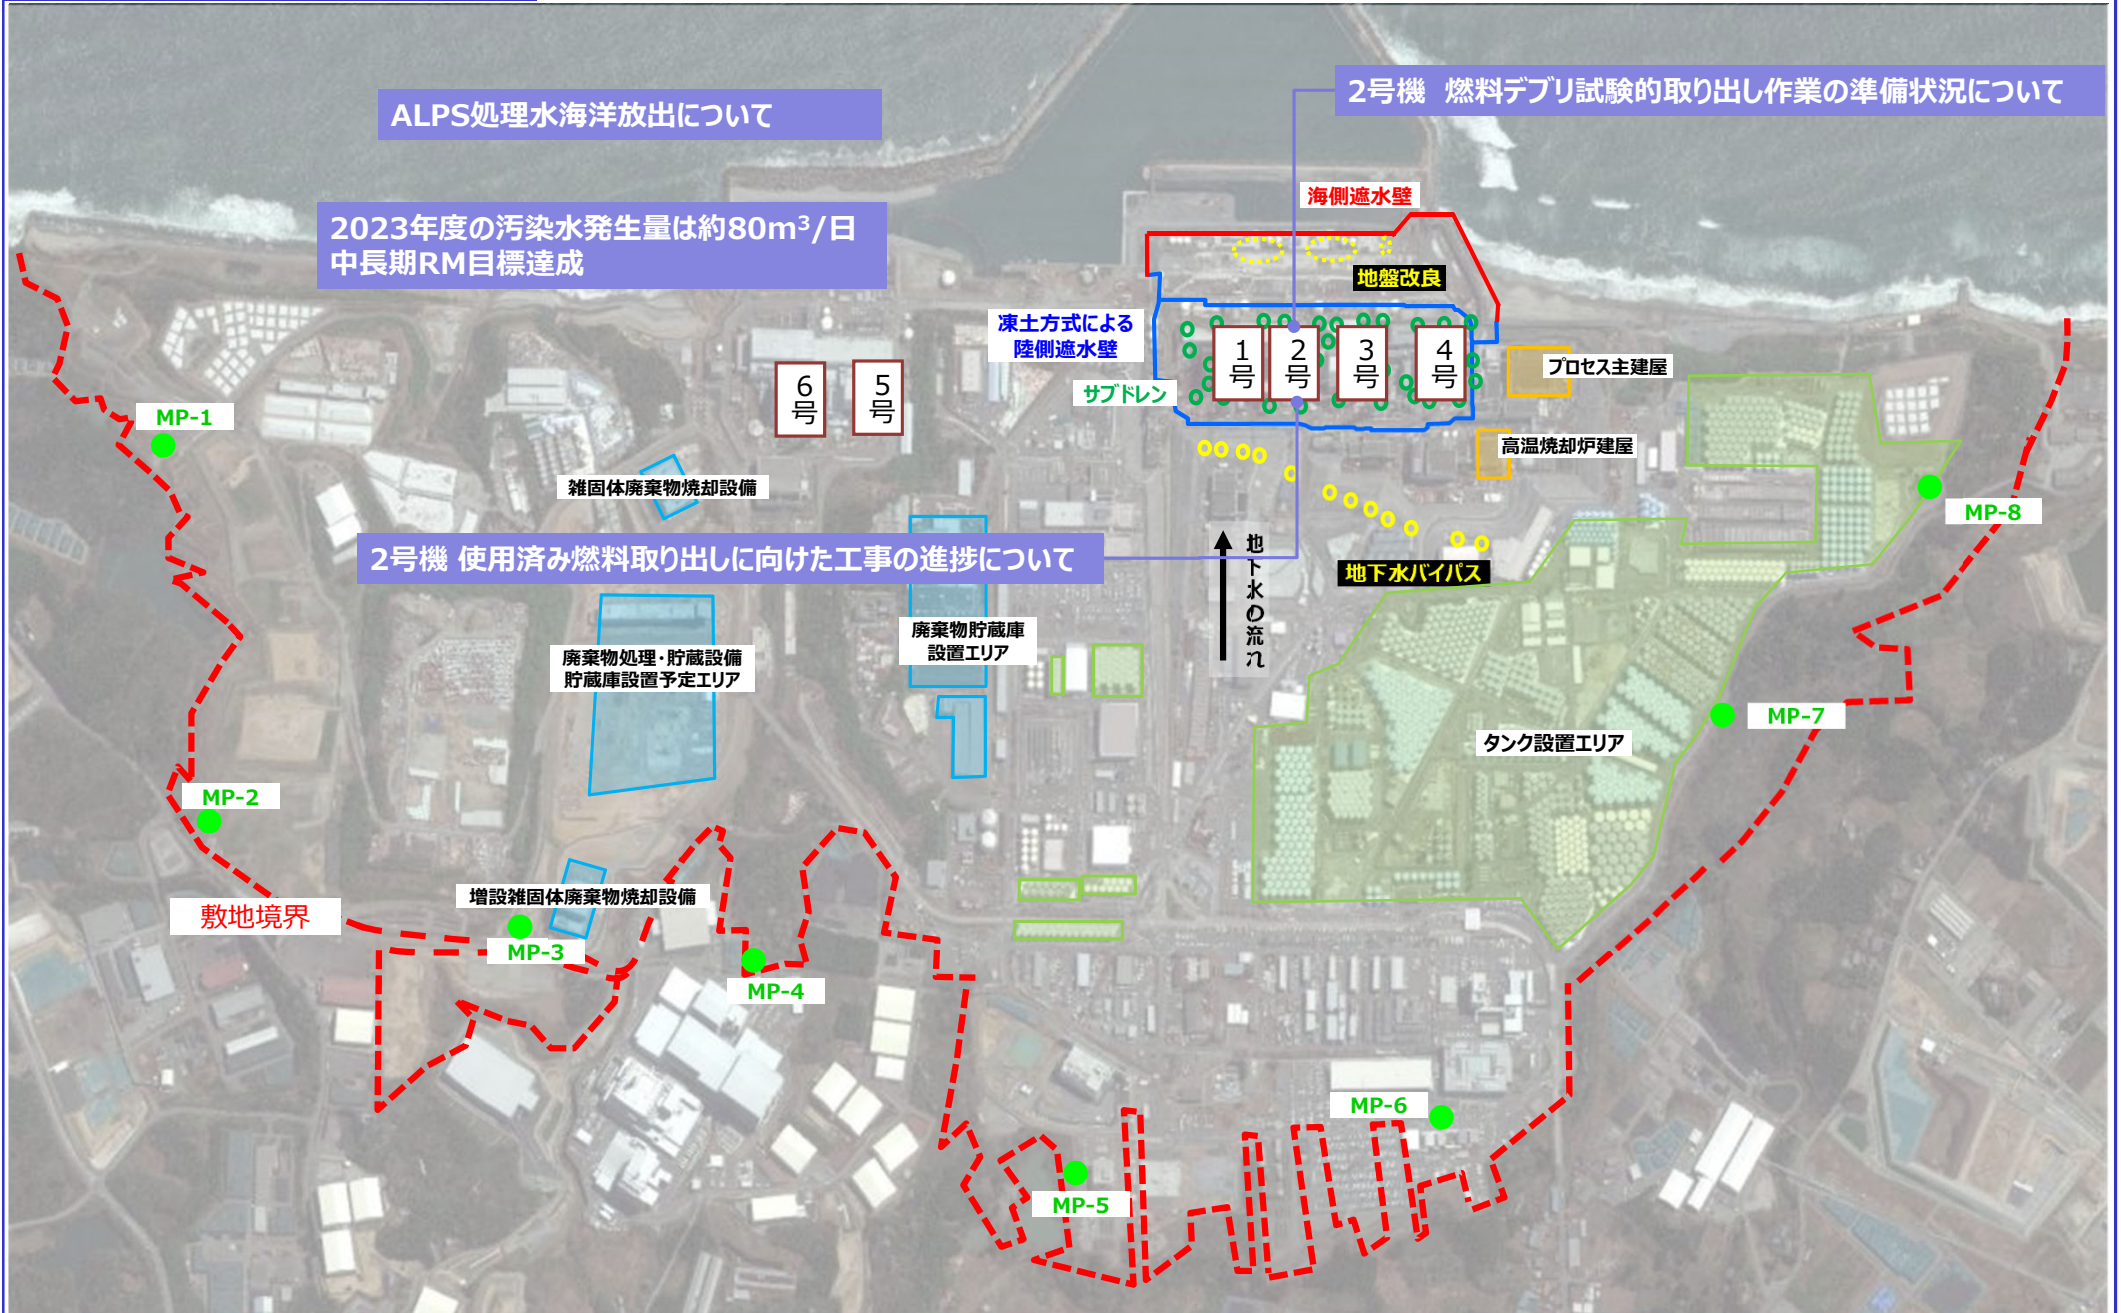 ALPS処理水海洋放出について
2号機 燃料デブリ試験的取り出し作業の準備状況について
2023年度の汚染水発生量は約80m³/日
中長期RM目標達成
海側遮水壁
地盤改良
凍土方式による
陸側遮水壁
サブドレン
1号
2号
3号
4号
5号
6号
プロセス主建屋
高温焼却炉建屋
MP-1
雑固体廃棄物焼却設備
MP-8
2号機 使用済み燃料取り出しに向けた工事の進捗について
地下水の流れ
地下水バイパス
廃棄物貯蔵庫
設置エリア
廃棄物処理・貯蔵設備
貯蔵庫設置予定エリア
MP-7
タンク設置エリア
MP-2
増設雑固体廃棄物焼却設備
敷地境界
MP-3
MP-4
MP-6
MP-5